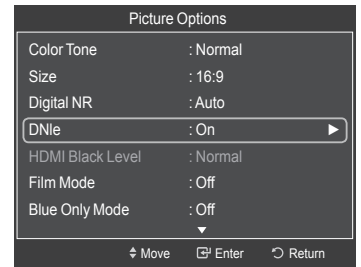 Picture Options
Color Tone : Normal
Size : 16:9
Digital NR : Auto
DNIe : On
HDMI Black Level : Normal
Film Mode : Off
Blue Only Mode : Off
Move Enter Return